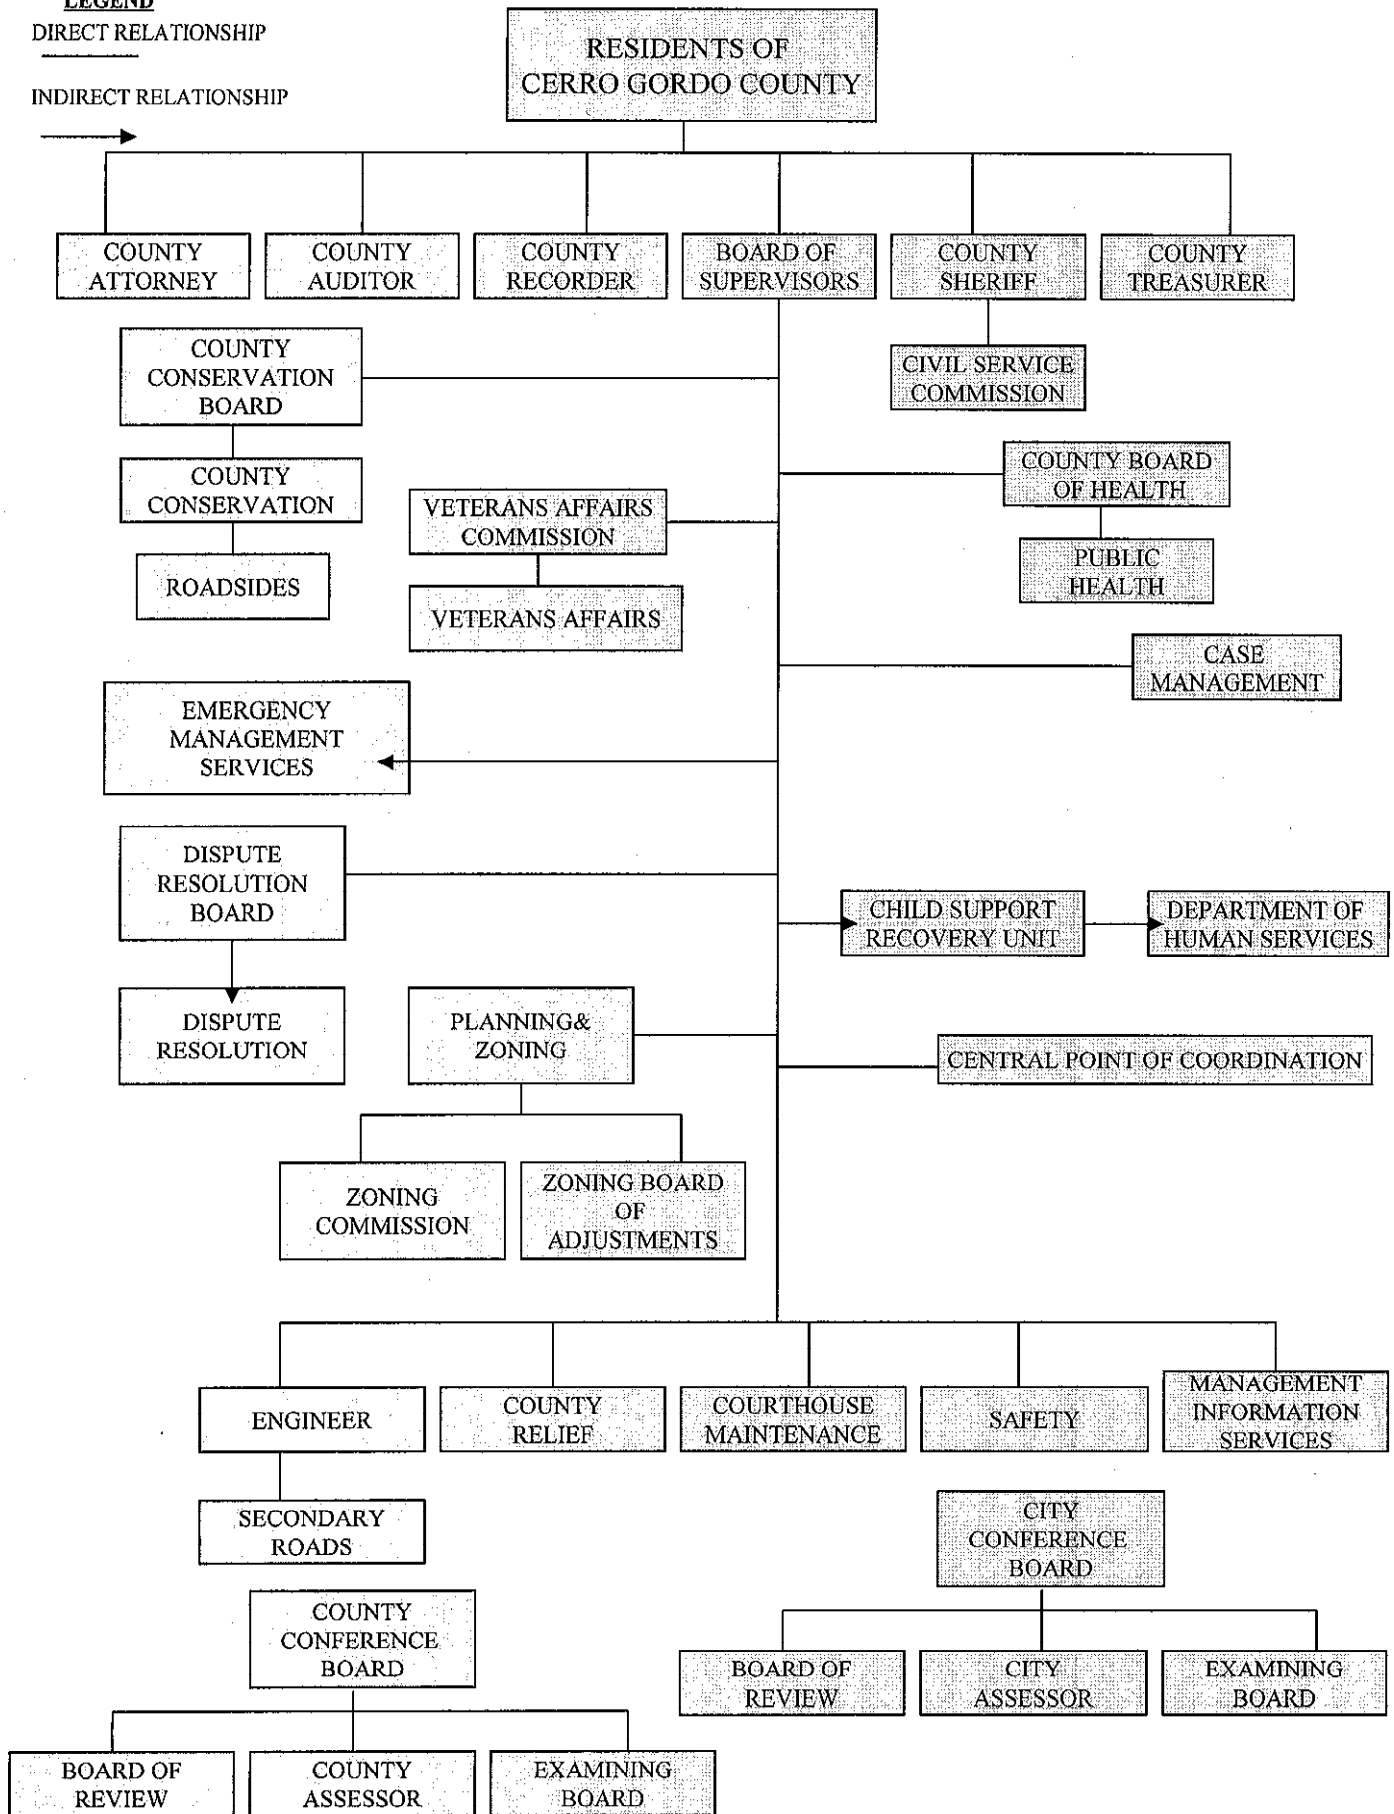 LEGEND
DIRECT RELATIONSHIP
INDIRECT RELATIONSHIP
RESIDENTS OF
CERRO GORDO COUNTY
COUNTY
ATTORNEY
COUNTY
AUDITOR
COUNTY
RECORDER
BOARD OF
SUPERVISORS
COUNTY
SHERIFF
COUNTY
TREASURER
COUNTY
CONSERVATION
BOARD
CIVIL SERVICE
COMMISSION
COUNTY
CONSERVATION
ROADSIDES
VETERANS AFFAIRS
COMMISSION
VETERANS AFFAIRS
COUNTY BOARD
OF HEALTH
PUBLIC
HEALTH
CASE
MANAGEMENT
EMERGENCY
MANAGEMENT
SERVICES
DISPUTE
RESOLUTION
BOARD
CHILD SUPPORT
RECOVERY UNIT
DEPARTMENT OF
HUMAN SERVICES
DISPUTE
RESOLUTION
PLANNING&
ZONING
CENTRAL POINT OF COORDINATION
ZONING
COMMISSION
ZONING BOARD
OF
ADJUSTMENTS
ENGINEER
COUNTY
RELIEF
COURTHOUSE
MAINTENANCE
SAFETY
MANAGEMENT
INFORMATION
SERVICES
SECONDARY
ROADS
CITY
CONFERENCE
BOARD
COUNTY
CONFERENCE
BOARD
BOARD OF
REVIEW
CITY
ASSESSOR
EXAMINING
BOARD
BOARD OF
REVIEW
COUNTY
ASSESSOR
EXAMINING
BOARD